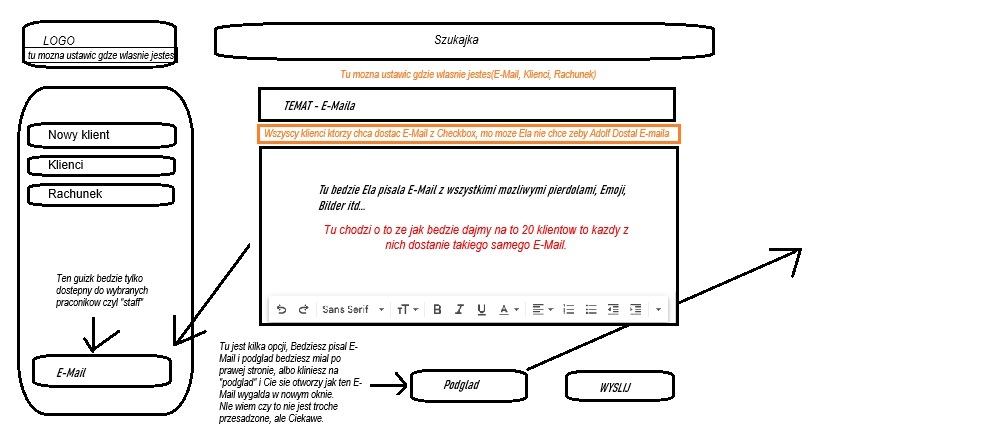 LOGO
tu mozna ustawic gdze wlasnie jestes
Szukajka
Tu mozna ustawic gdzie wlasnie jestes(E-Mail, Klienci, Rachunek)
TEMAT - E-Maila
Wszyscy klienci ktorzy chca dostac E-Mail z Checkbox, mo moze Ela nie chce zeby Adolf Dostal E-maila
Nowy klient
Klienci
Rachunek
Tu bedzie Ela pisala E-Mail z wszystkimi mozliwymi pierdolami, Emoji,
Bilder itd...
Tu chodzi o to ze jak bedzie dajmy na to 20 klientow to kazdy z
nich dostanie takiego samego E-Mail.
Ten guizk bedzie tylko
dostepny do wybranych
praconikow czyl "staff"
Sans Serif
B I U A
E-Mail
Tu jest kilka opcji, Bedziesz pisal E-
Mail i podglad bedziesz mial po
prawej stronie, albo kliniesz na
"podglad" i Cie sie otworzy jak ten E-
Mail wygalda w nowym oknie.
NIe wiem czy to nie jest troche
przesadzone, ale Ciekawe.
Podglad
WYSLIJ